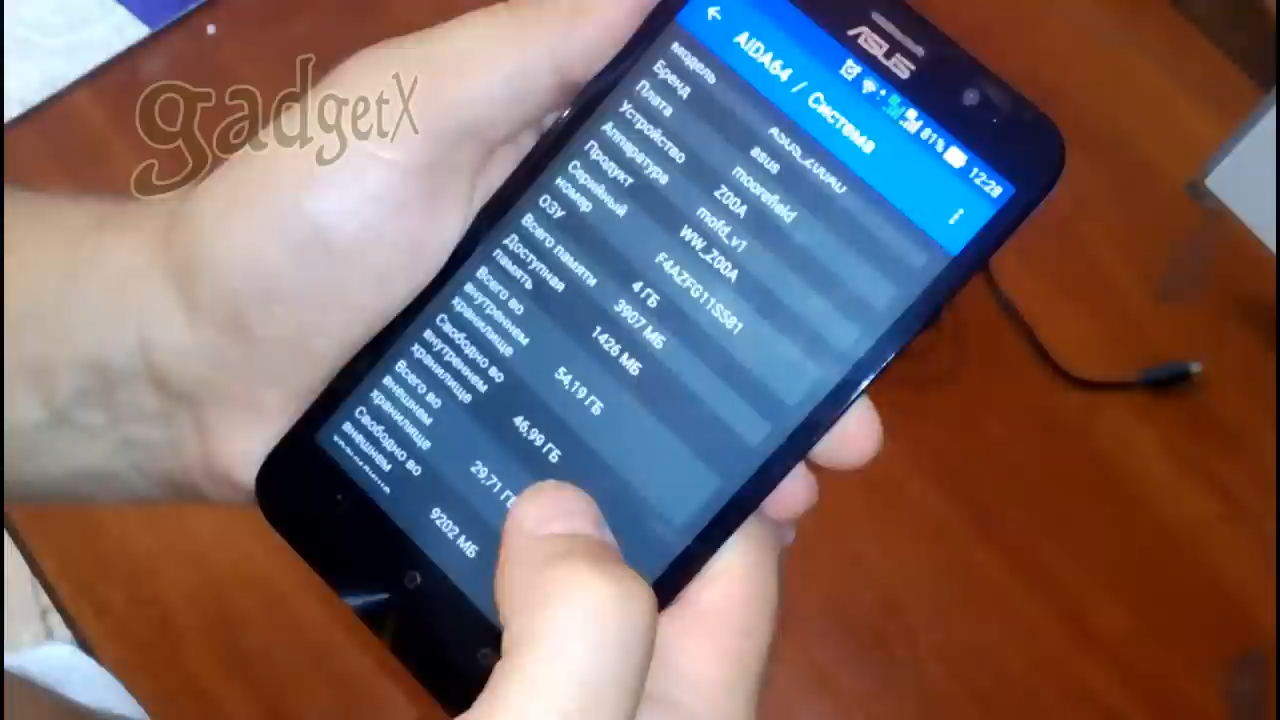 gadgetX
ASUS
81% 12:28
AIDA64 / Система
Модель
Бренд asus
Плата moorefield
Устройство Z00A
Аппаратура mofd_v1
Продукт WW_Z00A
Серийный
номер F4AZFG11S581
ОЗУ 4 ГБ
Всего памяти 3907 МБ
Доступная
память 1426 МБ
Всего во
внутреннем
хранилище 54,19 ГБ
Свободно во
внутреннем
хранилище 46,99 ГБ
Всего во
внешнем
хранилище 29,71
Свободно во
внешнем 9202 МБ